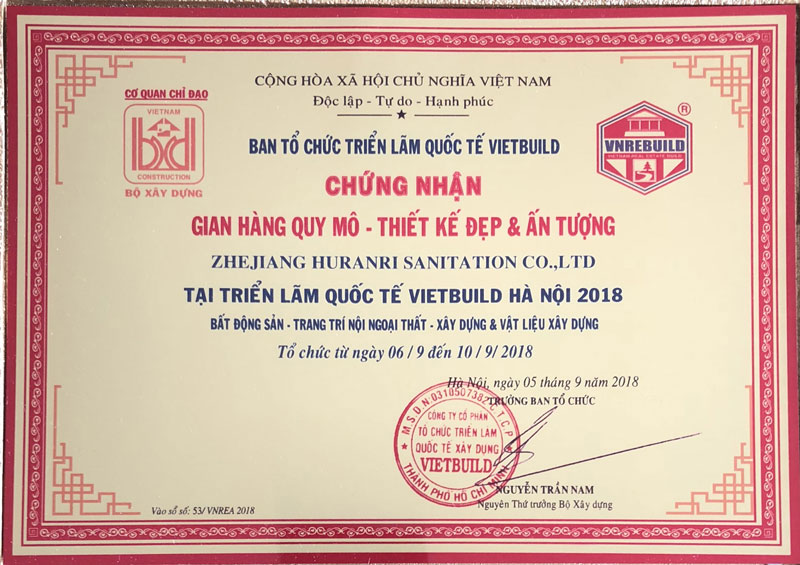 CỘNG HÒA XÃ HỘI CHỦ NGHĨA VIỆT NAM
Độc lập - Tự do - Hạnh phúc
CƠ QUAN CHỈ ĐẠO
VIETNAM
bxd
CONSTRUCTION
BỘ XÂY DỰNG
®
VNREBUILD
VIETNAM REAL ESTATE BUILD
BAN TỔ CHỨC TRIỂN LÃM QUỐC TẾ VIETBUILD
CHỨNG NHẬN
GIAN HÀNG QUY MÔ - THIẾT KẾ ĐẸP & ẤN TƯỢNG
ZHEJIANG HURANRI SANITATION CO.,LTD
TẠI TRIỂN LÃM QUỐC TẾ VIETBUILD HÀ NỘI 2018
BẤT ĐỘNG SẢN - TRANG TRÍ NỘI NGOẠI THẤT - XÂY DỰNG & VẬT LIỆU XÂY DỰNG
Tổ chức từ ngày 06 / 9 đến 10 / 9/ 2018
Hà Nội, ngày 05 tháng 9 năm 2018
TRƯỞNG BAN TỔ CHỨC
M.S.D.N:0310507382-C.T.C.P
CÔNG TY CỔ PHẦN
TỔ CHỨC TRIỂN LÃM
QUỐC TẾ XÂY DỰNG
VIETBUILD
THÀNH PHỐ HỒ CHÍ MINH
NGUYỄN TRẦN NAM
Nguyên Thứ trưởng Bộ Xây dựng
Vào sổ số: 53/ VNREA 2018